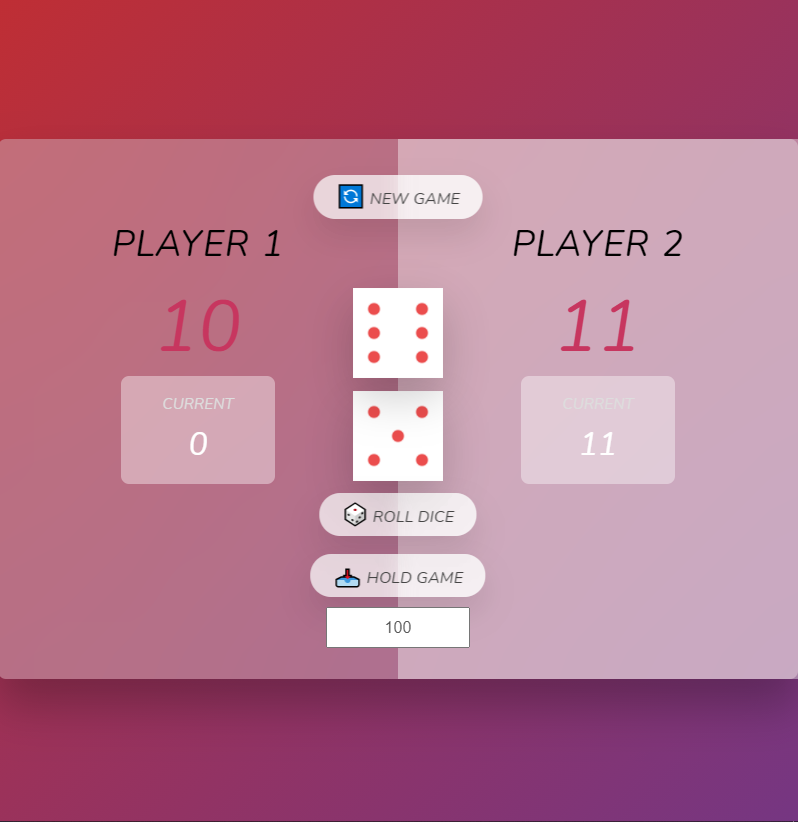 NEW GAME
PLAYER 1
PLAYER 2
10
11
CURRENT
0
CURRENT
11
ROLL DICE
HOLD GAME
100